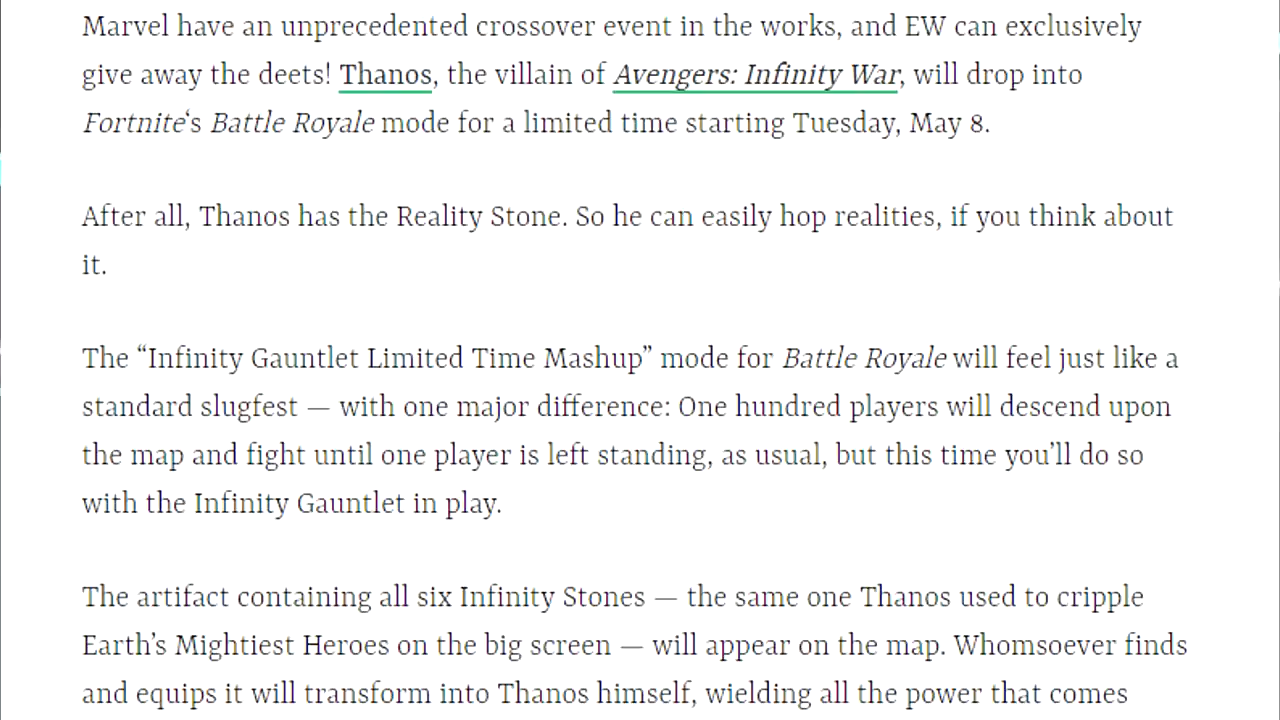 Marvel have an unprecedented crossover event in the works, and EW can exclusively
give away the deets! Thanos, the villain of Avengers: Infinity War, will drop into
Fortnite‘s Battle Royale mode for a limited time starting Tuesday, May 8.
After all, Thanos has the Reality Stone. So he can easily hop realities, if you think about
it.
The “Infinity Gauntlet Limited Time Mashup” mode for Battle Royale will feel just like a
standard slugfest — with one major difference: One hundred players will descend upon
the map and fight until one player is left standing, as usual, but this time you’ll do so
with the Infinity Gauntlet in play.
The artifact containing all six Infinity Stones — the same one Thanos used to cripple
Earth’s Mightiest Heroes on the big screen — will appear on the map. Whomsoever finds
and equips it will transform into Thanos himself, wielding all the power that comes